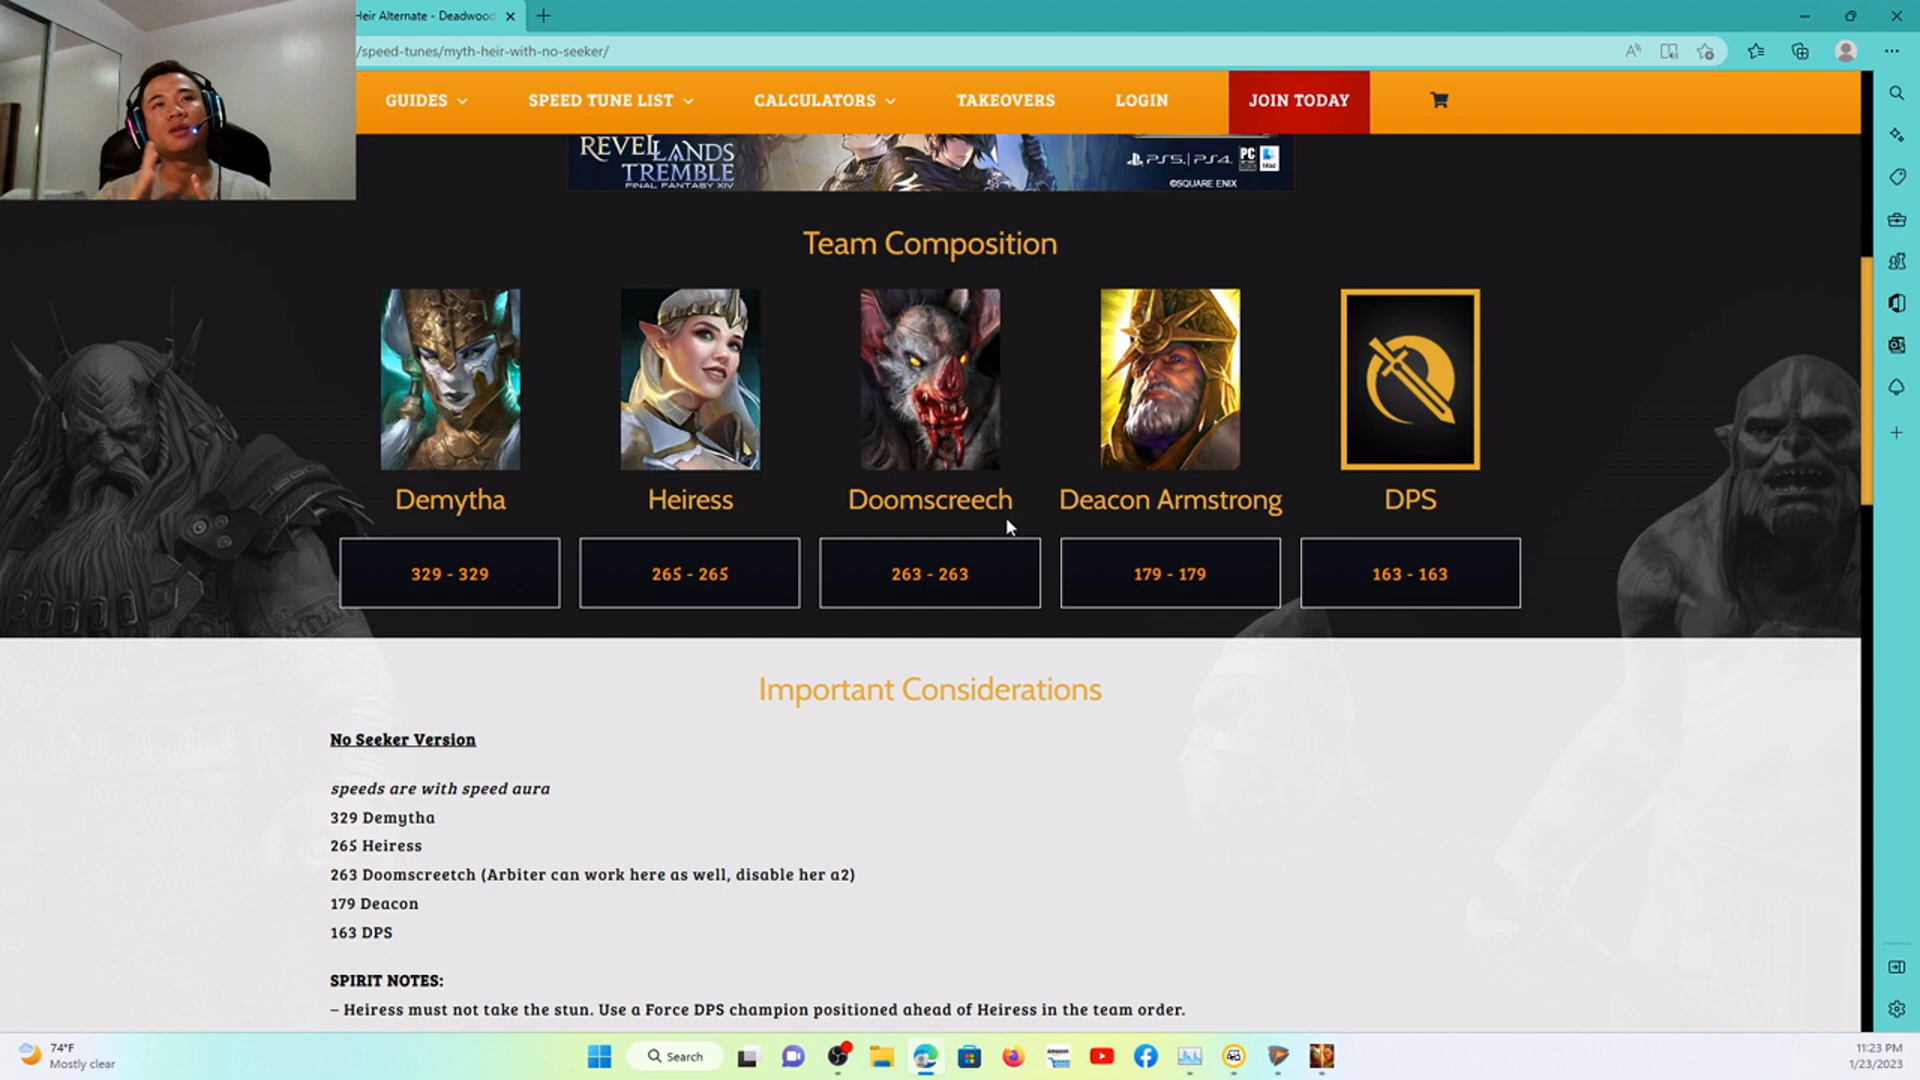 Heir Alternate - Deadwood
/speed-tunes/myth-heir-with-no-seeker/
GUIDES
SPEED TUNE LIST
CALCULATORS
TAKEOVERS
LOGIN
JOIN TODAY
LANDS
TREMBLE
FINAL FANTASY XIV
PS5 | PS4
PC
Mac
©SQUARE ENIX
Team Composition
Demytha
Heiress
Doomscreech
Deacon Armstrong
DPS
329 - 329
265 - 265
263 - 263
179 - 179
163 - 163
Important Considerations
No Seeker Version
speeds are with speed aura
329 Demytha
265 Heiress
263 Doomscreetch (Arbiter can work here as well, disable her a2)
179 Deacon
163 DPS
SPIRIT NOTES:
– Heiress must not take the stun. Use a Force DPS champion positioned ahead of Heiress in the team order.
74°F
Mostly clear
Search
amazon
11:23 PM
1/23/2023